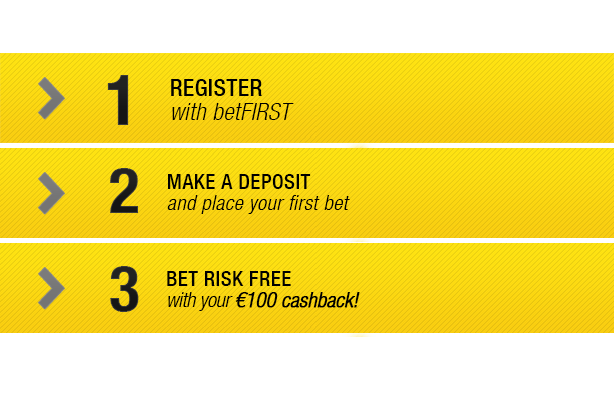 1
REGISTER
with betFIRST
2
MAKE A DEPOSIT
and place your first bet
3
BET RISK FREE
with your €100 cashback!